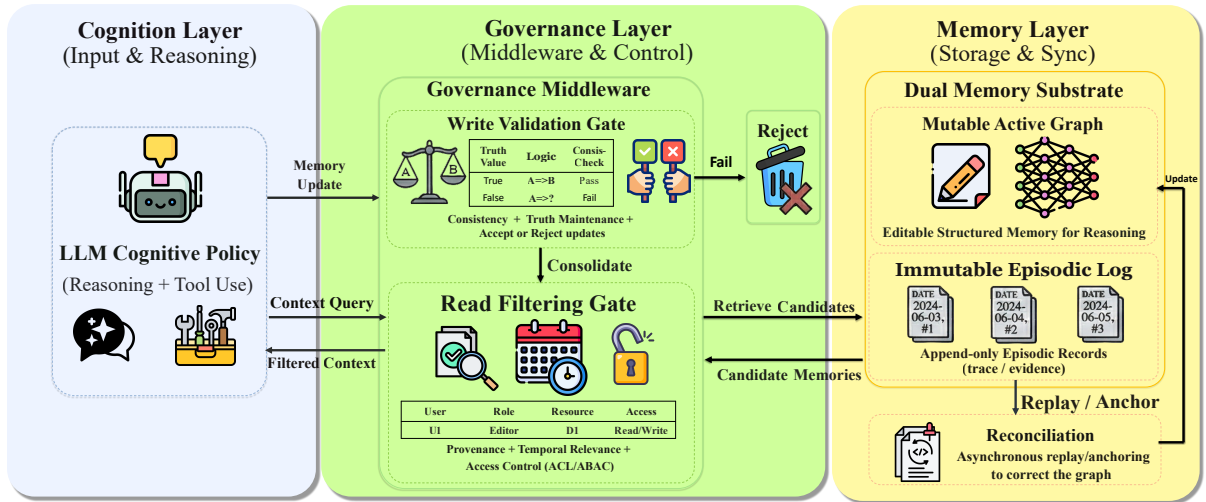 Cognition Layer
(Input & Reasoning)
LLM Cognitive Policy
(Reasoning + Tool Use)
Memory
Update
Context Query
Filtered Context
Governance Layer
(Middleware & Control)
Governance Middleware
Write Validation Gate
A
B
Truth
Value
Logic
Consis-
Check
True
A=>B
Pass
False
A=>?
Fail
Consistency + Truth Maintenance +
Accept or Reject updates
Fail
Reject
Consolidate
Read Filtering Gate
User
Role
Resource
Access
U1
Editor
D1
Read/Write
Provenance + Temporal Relevance +
Access Control (ACL/ABAC)
Retrieve Candidates
Candidate Memories
Memory Layer
(Storage & Sync)
Dual Memory Substrate
Mutable Active Graph
Editable Structured Memory for Reasoning
Update
Immutable Episodic Log
DATE
2024-
06-03,
#1
DATE
2024-
06-04,
#2
DATE
2024-
06-05,
#3
Append-only Episodic Records
(trace / evidence)
Replay / Anchor
Reconciliation
Asynchronous replay/anchoring
to correct the graph